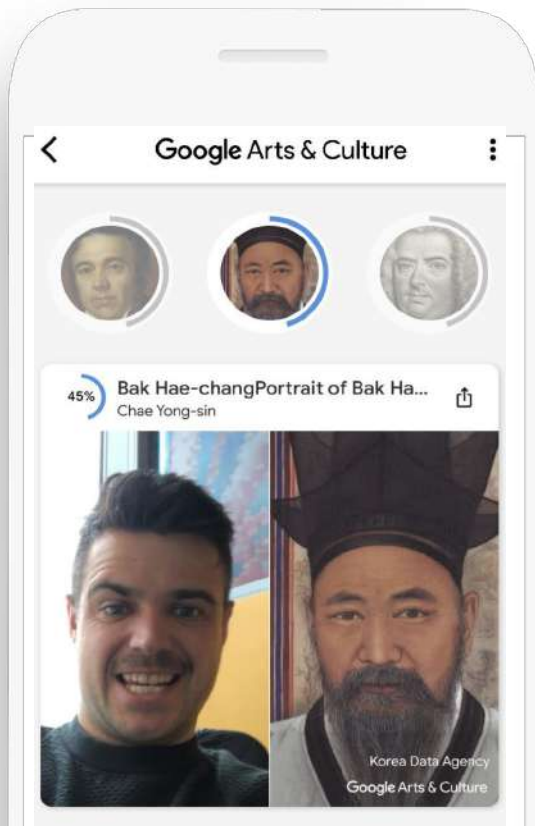 Google Arts & Culture
45%
Bak Hae-changPortrait of Bak Ha...
Chae Yong-sin
Korea Data Agency
Google Arts & Culture